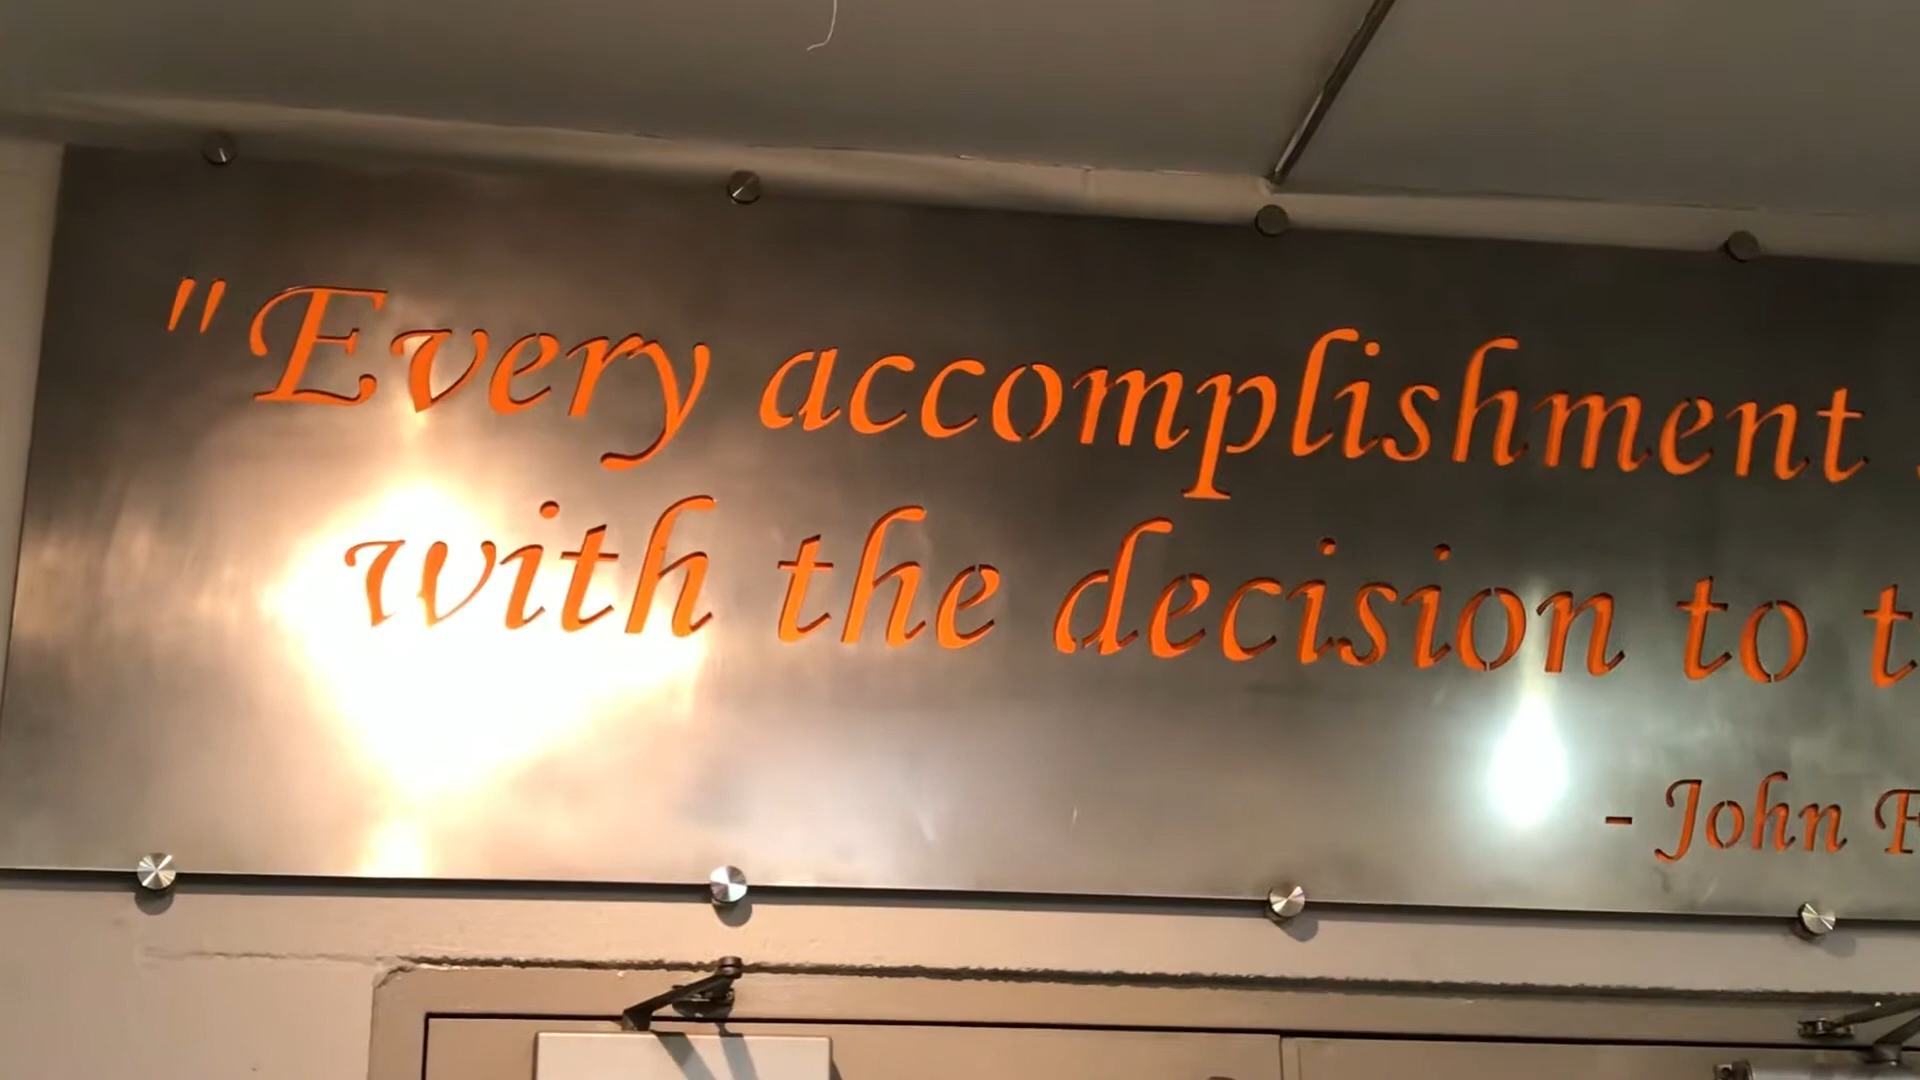 "Every accomplishment
with the decision to t
- John F